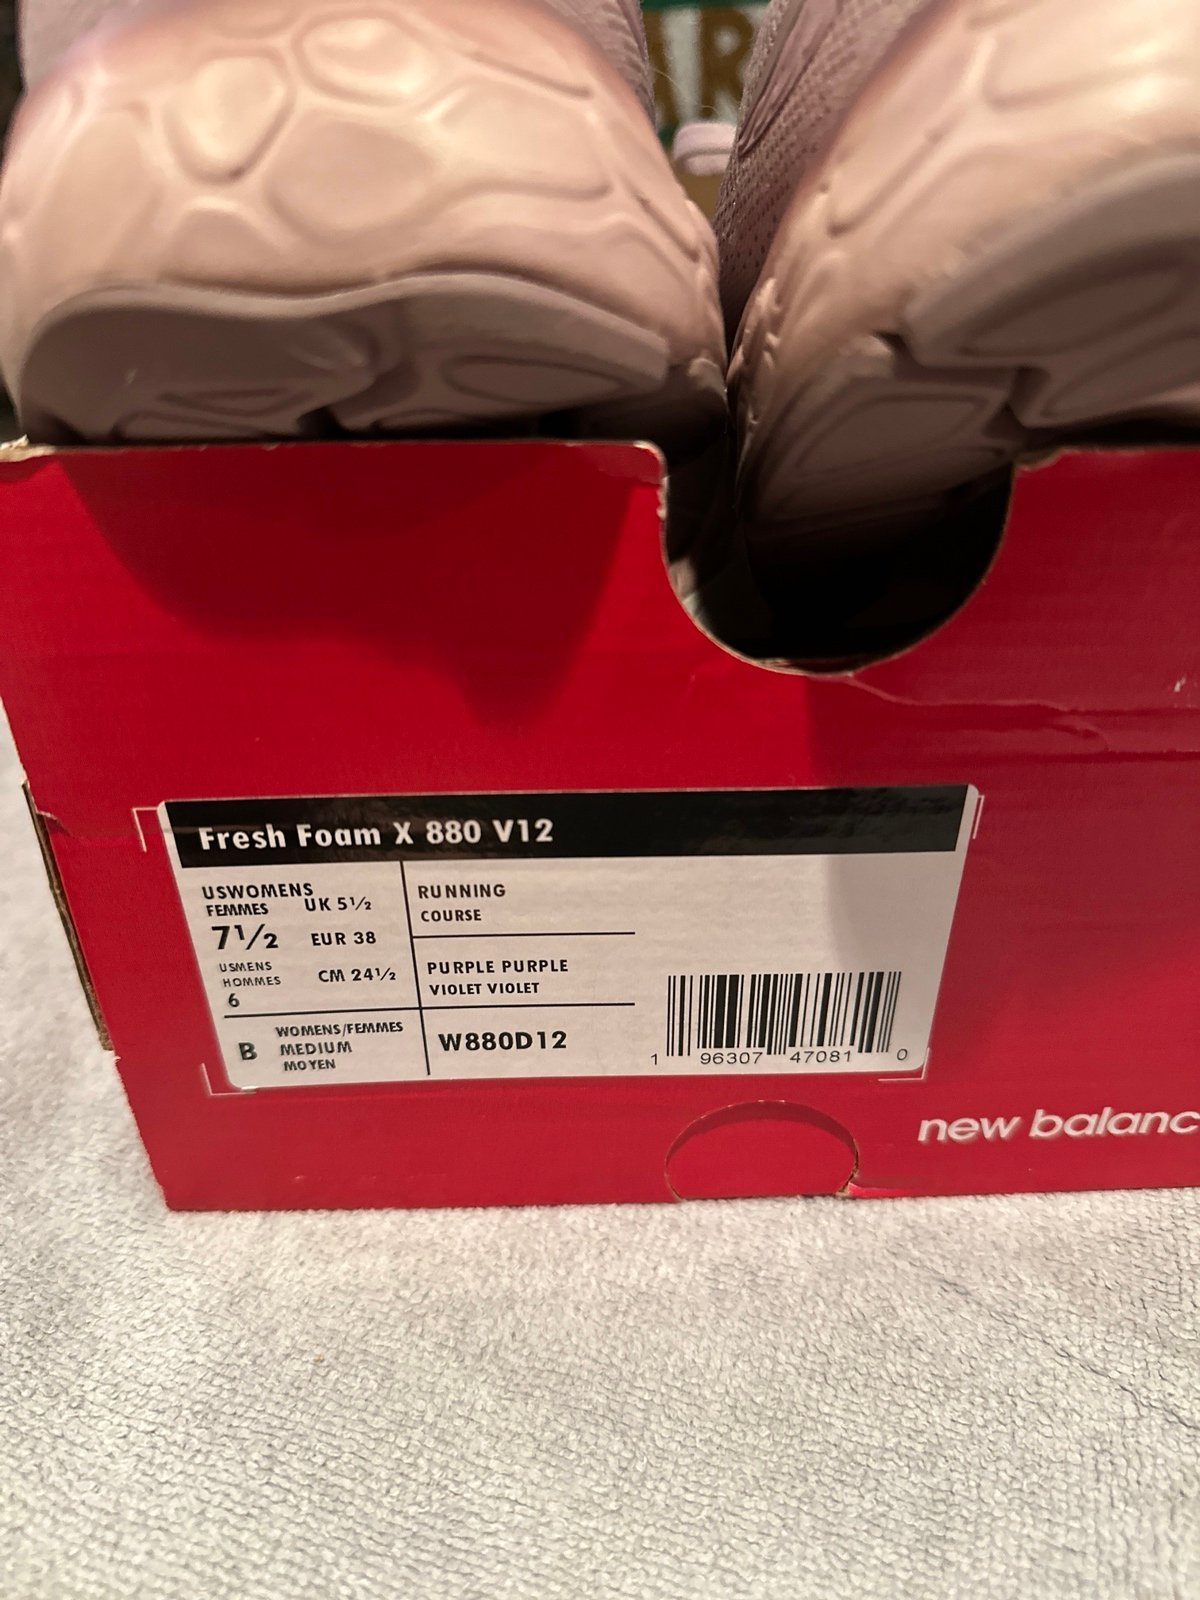 AR
Fresh Foam X 880 V12
USWOMENS
FEMMES
UK 5½
7½
EUR 38
USMENS
HOMMES
CM 24½
6
B
WOMENS/FEMMES
MEDIUM
MOYEN
RUNNING
COURSE
PURPLE PURPLE
VIOLET VIOLET
W880D12
1 96307 47081 0
new balanc